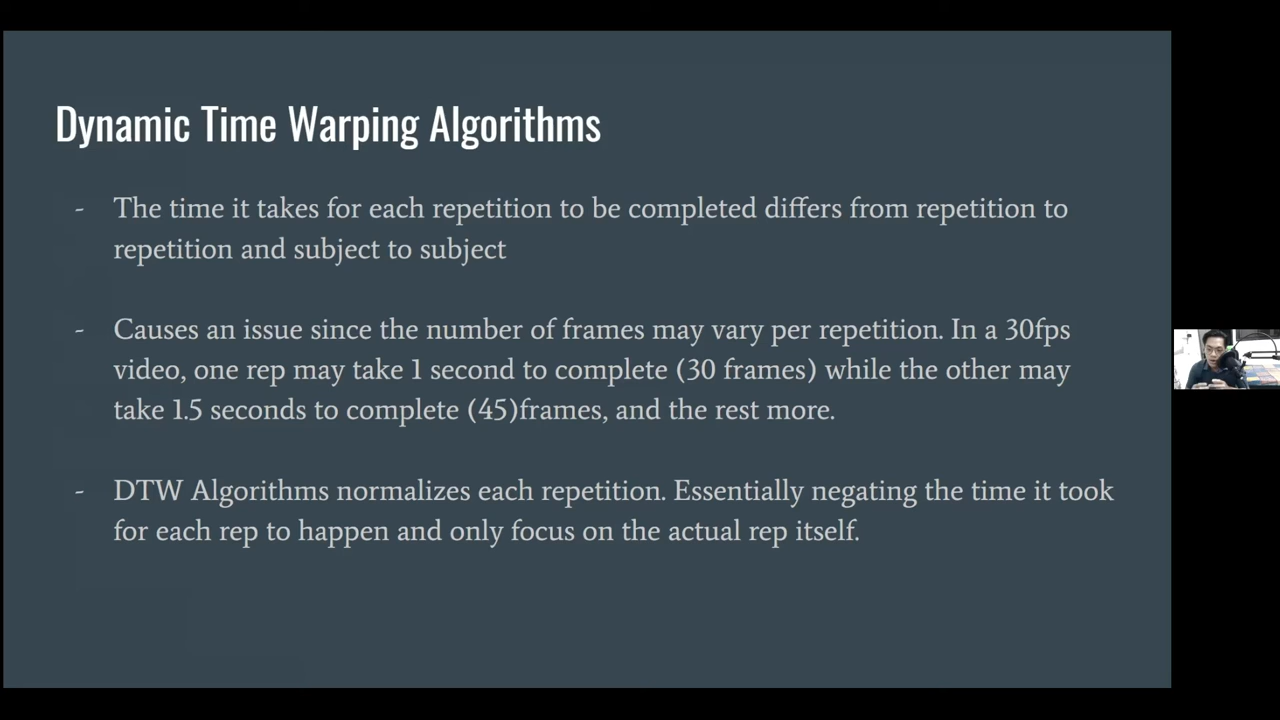 Dynamic Time Warping Algorithms
- The time it takes for each repetition to be completed differs from repetition to
repetition and subject to subject
- Causes an issue since the number of frames may vary per repetition. In a 30fps
video, one rep may take 1 second to complete (30 frames) while the other may
take 1.5 seconds to complete (45)frames, and the rest more.
- DTW Algorithms normalizes each repetition. Essentially negating the time it took
for each rep to happen and only focus on the actual rep itself.